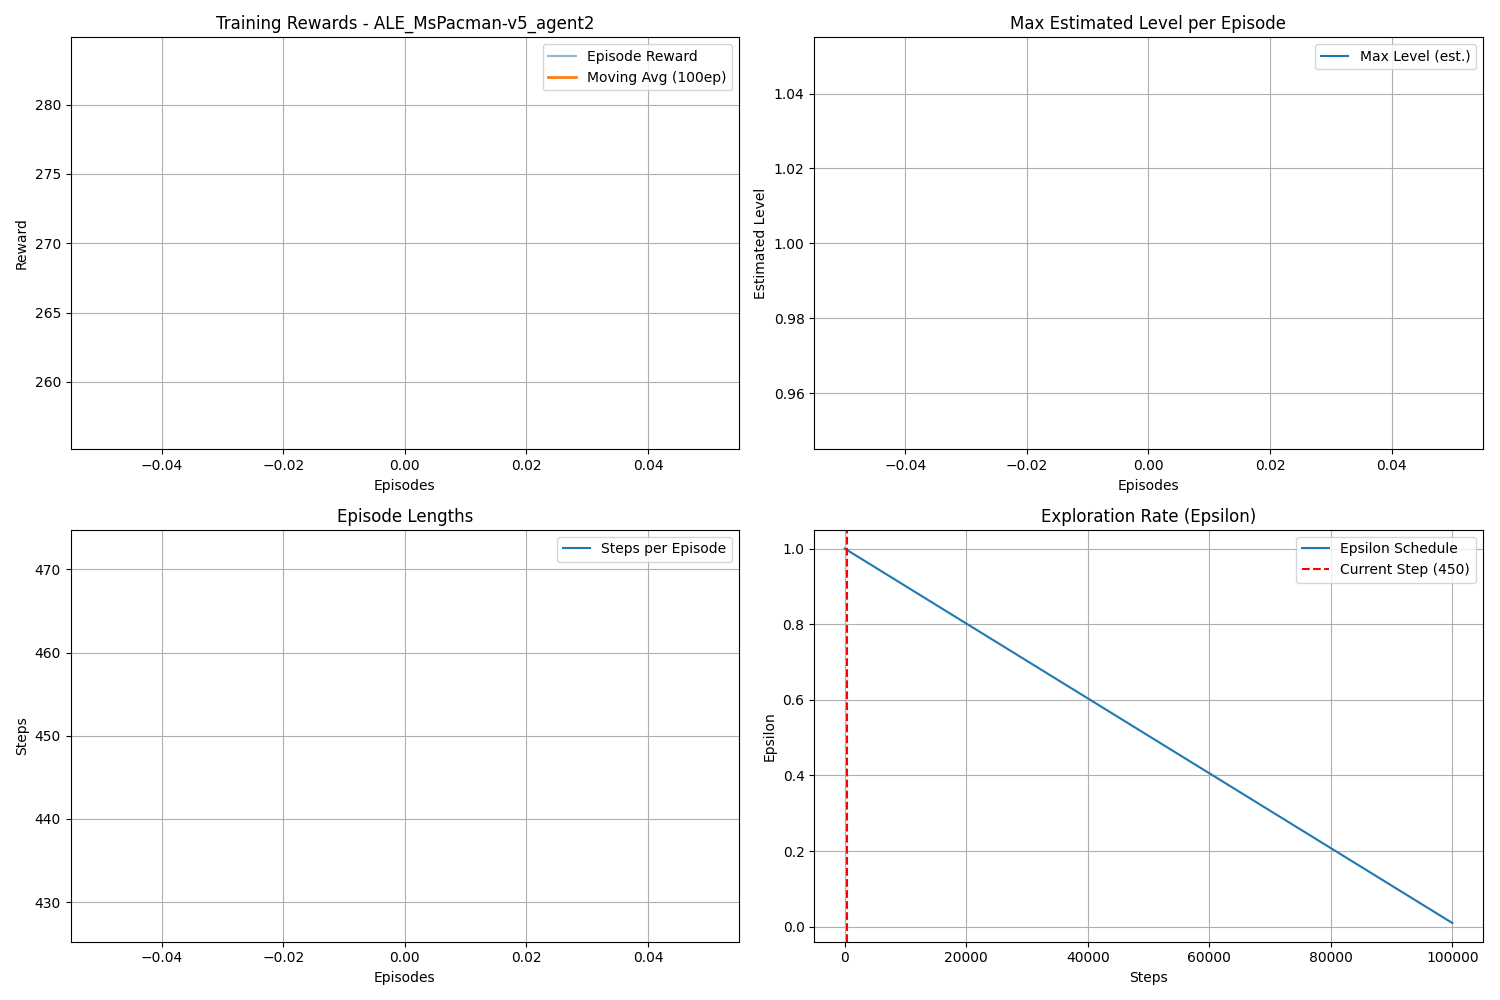 Training Rewards - ALE_MsPacman-v5_agent2
Episode Reward
Moving Avg (100ep)
280
275
270
265
260
Reward
−0.04 −0.02 0.00 0.02 0.04
Episodes
Max Estimated Level per Episode
Max Level (est.)
1.04
1.02
1.00
0.98
0.96
Estimated Level
−0.04 −0.02 0.00 0.02 0.04
Episodes
Episode Lengths
Steps per Episode
470
460
450
440
430
Steps
−0.04 −0.02 0.00 0.02 0.04
Episodes
Exploration Rate (Epsilon)
Epsilon Schedule
Current Step (450)
1.0
0.8
0.6
0.4
0.2
0.0
Epsilon
0 20000 40000 60000 80000 100000
Steps